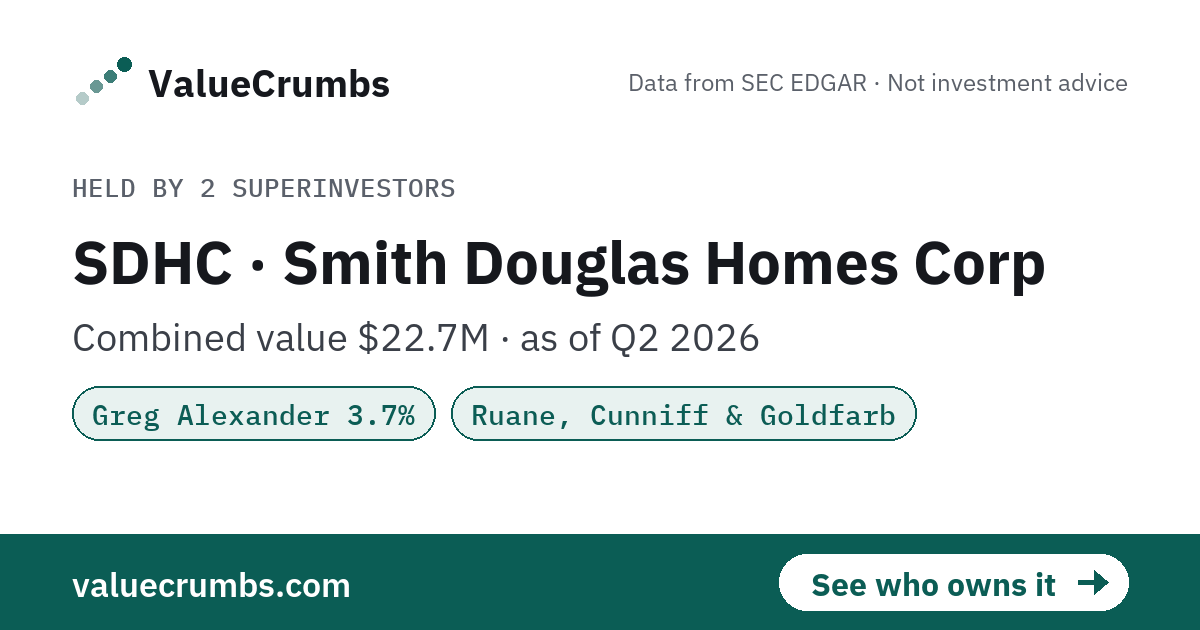 ValueCrumbs
Data from SEC EDGAR · Not investment advice
HELD BY 2 SUPERINVESTORS
SDHC · Smith Douglas Homes Corp
Combined value $22.7M · as of Q2 2026
Greg Alexander 3.7%
Ruane, Cunniff & Goldfarb
valuecrumbs.com
See who owns it →